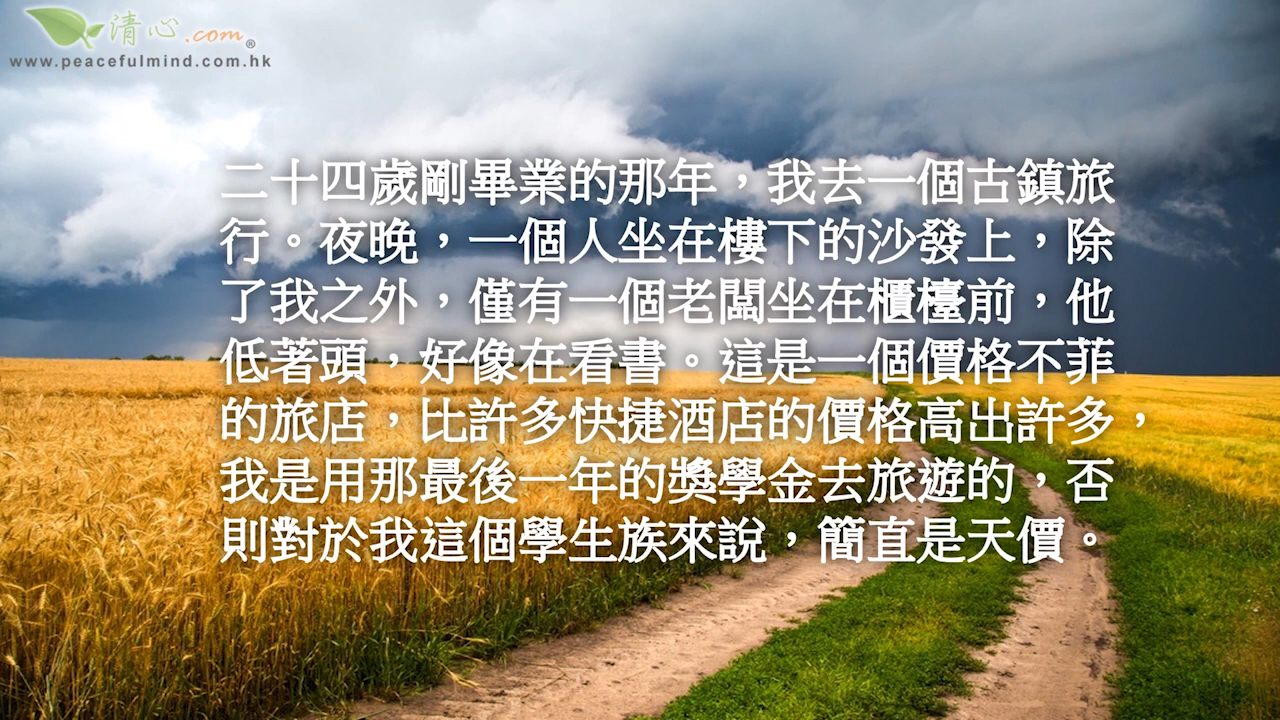 清心.com®
www.peacefulmind.com.hk
二十四歲剛畢業的那年，我去一個古鎮旅
行。夜晚，一個人坐在樓下的沙發上，除
了我之外，僅有一個老闆坐在櫃檯前，他
低著頭，好像在看書。這是一個價格不菲
的旅店，比許多快捷酒店的價格高出許多，
我是用那最後一年的獎學金去旅遊的，否
則對於我這個學生族來說，簡直是天價。